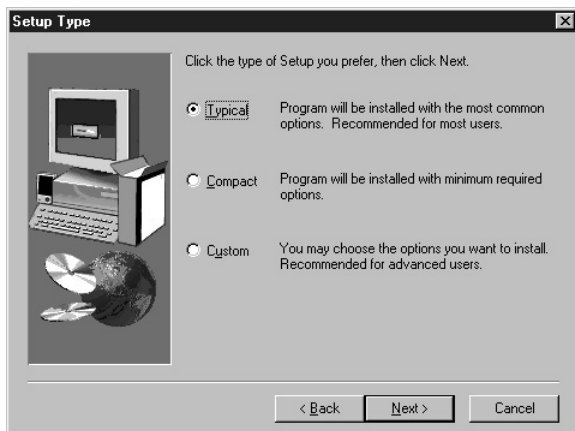 Setup Type
Click the type of Setup you prefer, then click Next.
Typical
Program will be installed with the most common
options. Recommended for most users.
Compact
Program will be installed with minimum required
options.
Custom
You may choose the options you want to install.
Recommended for advanced users.
< Back
Next >
Cancel